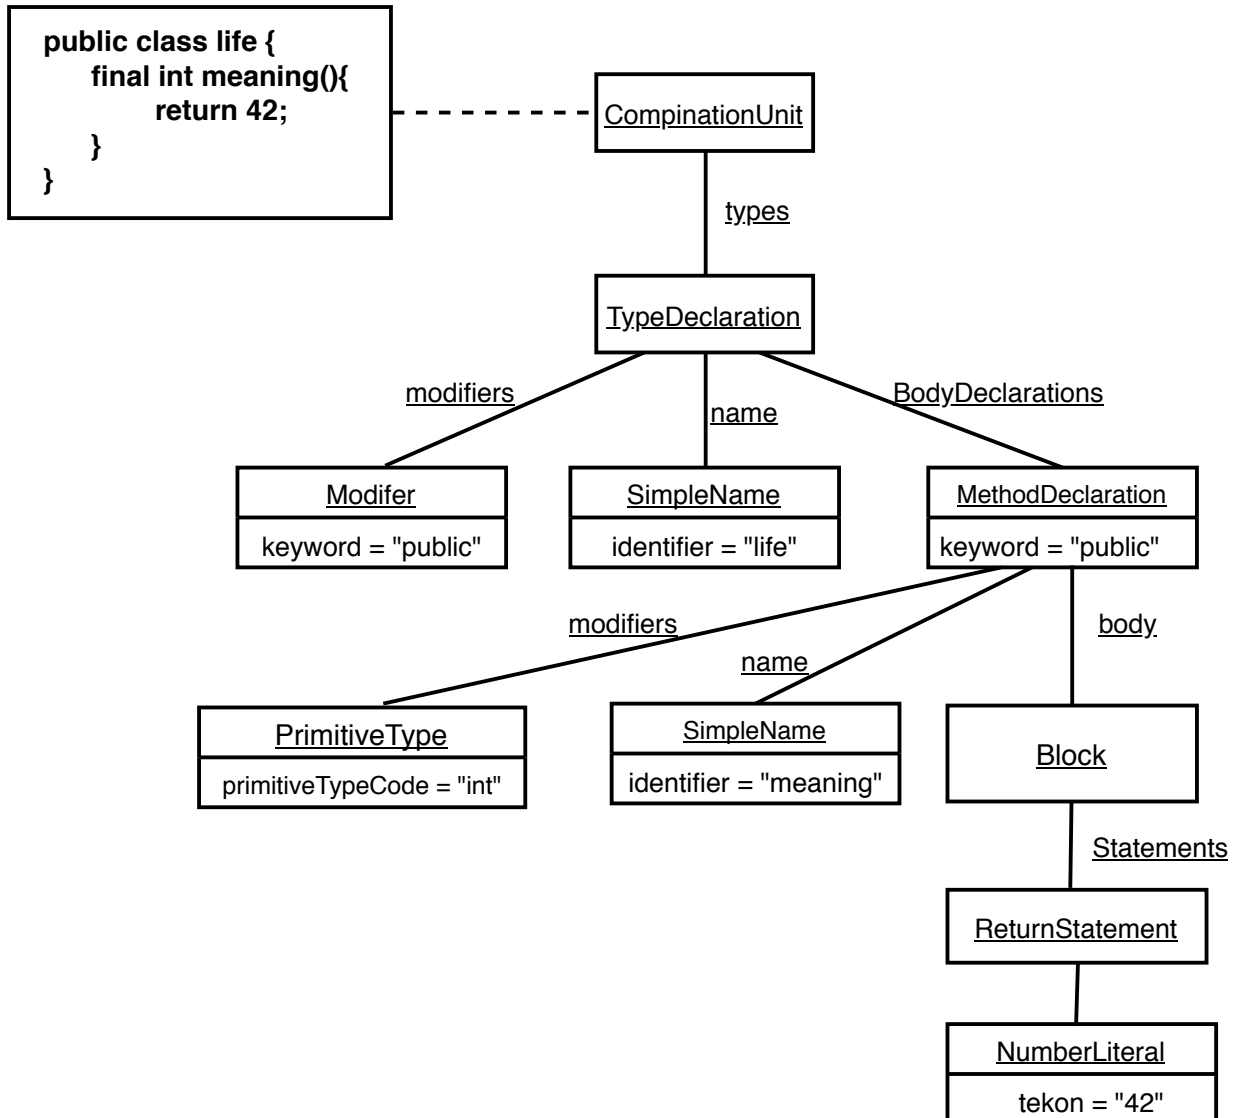 public class life {
final int meaning(){
return 42;
}
}
CompinationUnit
types
TypeDeclaration
modifiers
name
BodyDeclarations
Modifer
keyword = "public"
SimpleName
identifier = "life"
MethodDeclaration
keyword = "public"
modifiers
name
body
PrimitiveType
primitiveTypeCode = "int"
SimpleName
identifier = "meaning"
Block
Statements
ReturnStatement
NumberLiteral
tekon = "42"